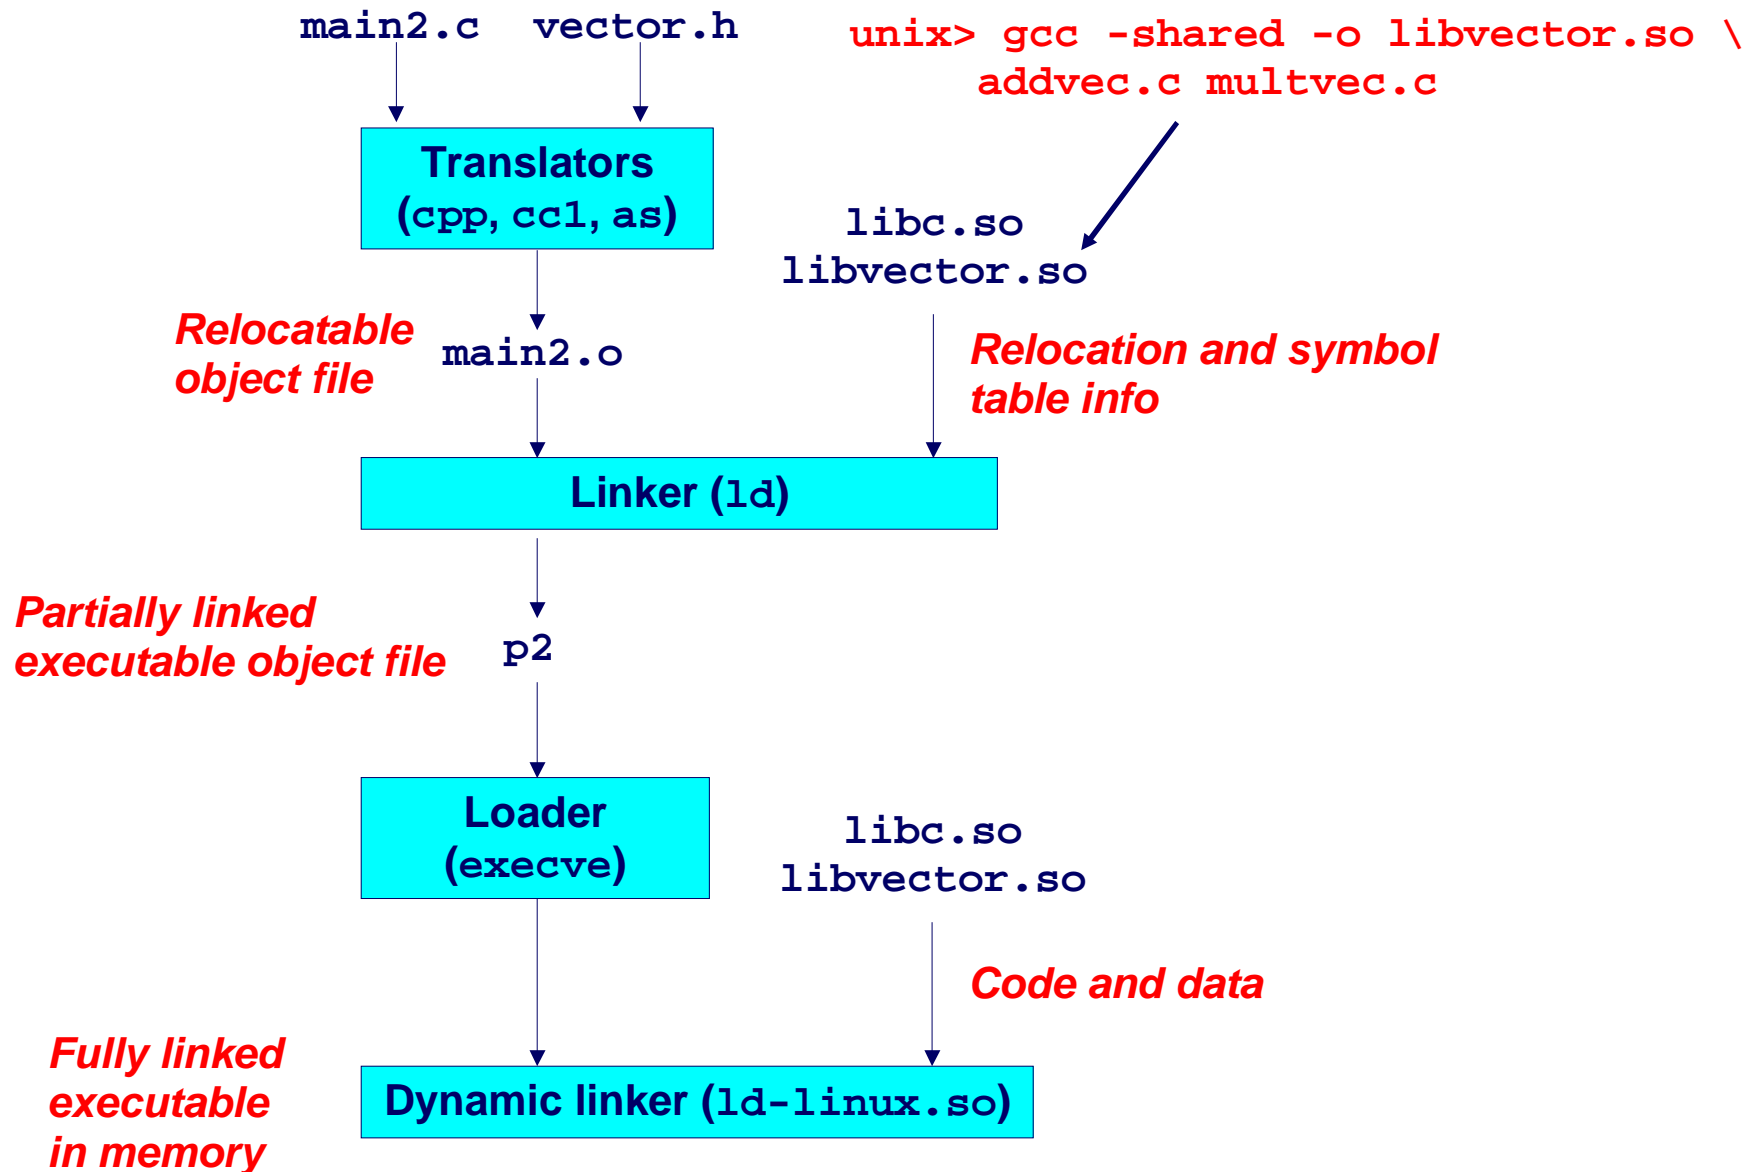 main2.c vector.h
unix> gcc -shared -o libvector.so \
addvec.c multvec.c
Translators
(cpp, cc1, as)
libc.so
libvector.so
Relocatable
object file
main2.o
Relocation and symbol
table info
Linker (ld)
Partially linked
executable object file
p2
Loader
(execve)
libc.so
libvector.so
Code and data
Fully linked
executable
in memory
Dynamic linker (ld-linux.so)